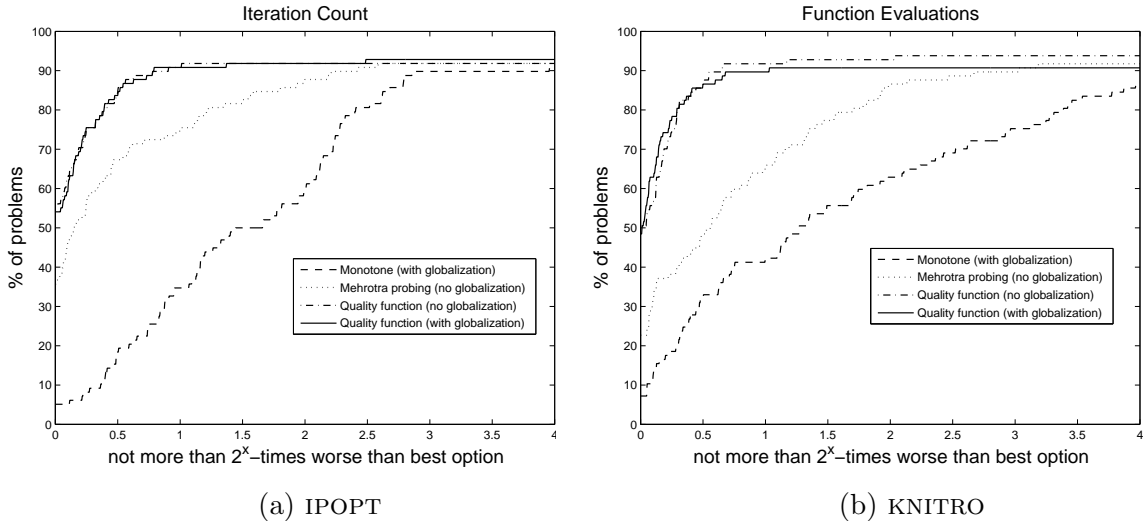 Iteration Count
100
90
80
70
60
50
40
30
20
10
0
% of problems
0 0.5 1 1.5 2 2.5 3 3.5 4
not more than 2^x-times worse than best option
Monotone (with globalization)
Mehrotra probing (no globalization)
Quality function (no globalization)
Quality function (with globalization)
(a) IPOPT
Function Evaluations
100
90
80
70
60
50
40
30
20
10
0
% of problems
0 0.5 1 1.5 2 2.5 3 3.5 4
not more than 2^x-times worse than best option
Monotone (with globalization)
Mehrotra probing (no globalization)
Quality function (no globalization)
Quality function (with globalization)
(b) KNITRO